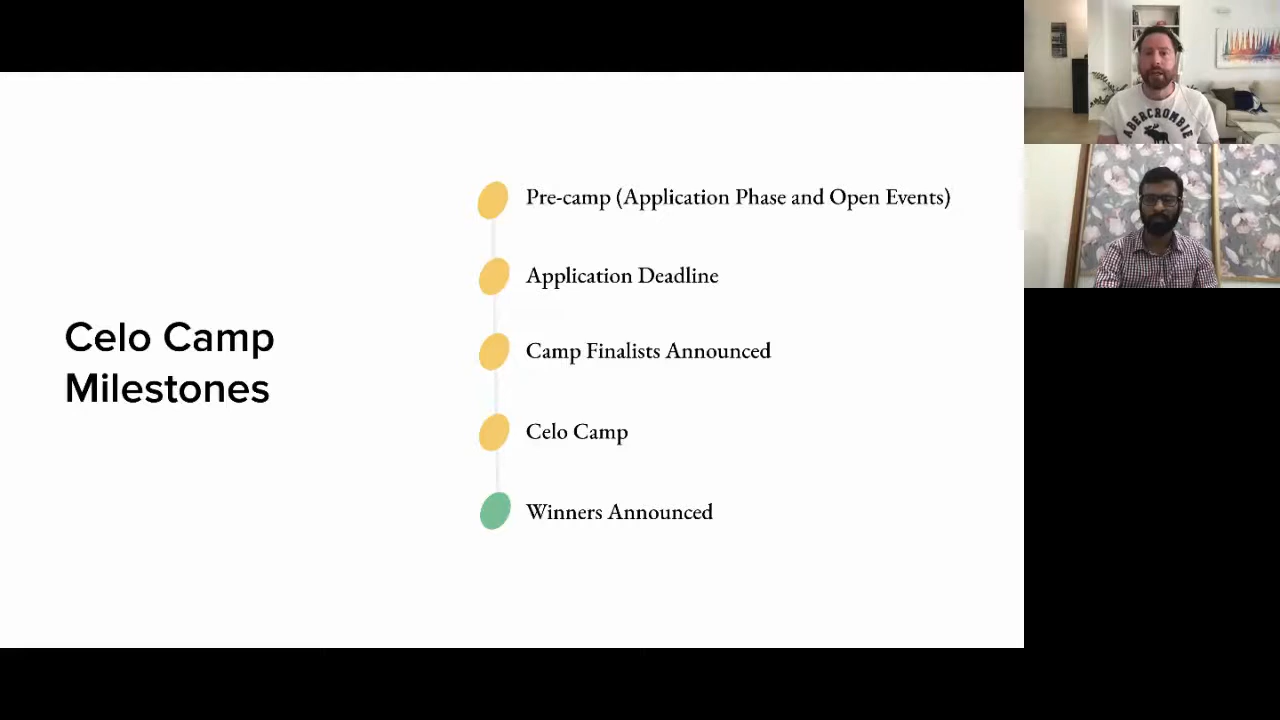 Celo Camp
Milestones
Pre-camp (Application Phase and Open Events)
Application Deadline
Camp Finalists Announced
Celo Camp
Winners Announced
ABERCROMBIE